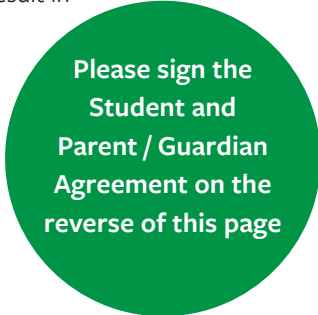 Please sign the
Student and
Parent / Guardian
Agreement on the
reverse of this page